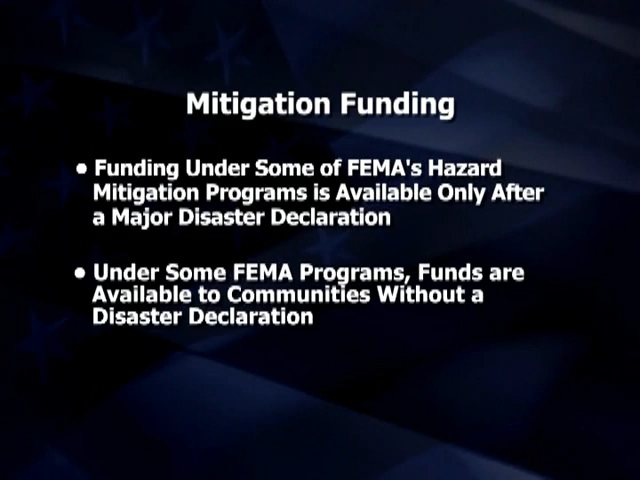 Mitigation Funding
• Funding Under Some of FEMA's Hazard
Mitigation Programs is Available Only After
a Major Disaster Declaration
• Under Some FEMA Programs, Funds are
Available to Communities Without a
Disaster Declaration